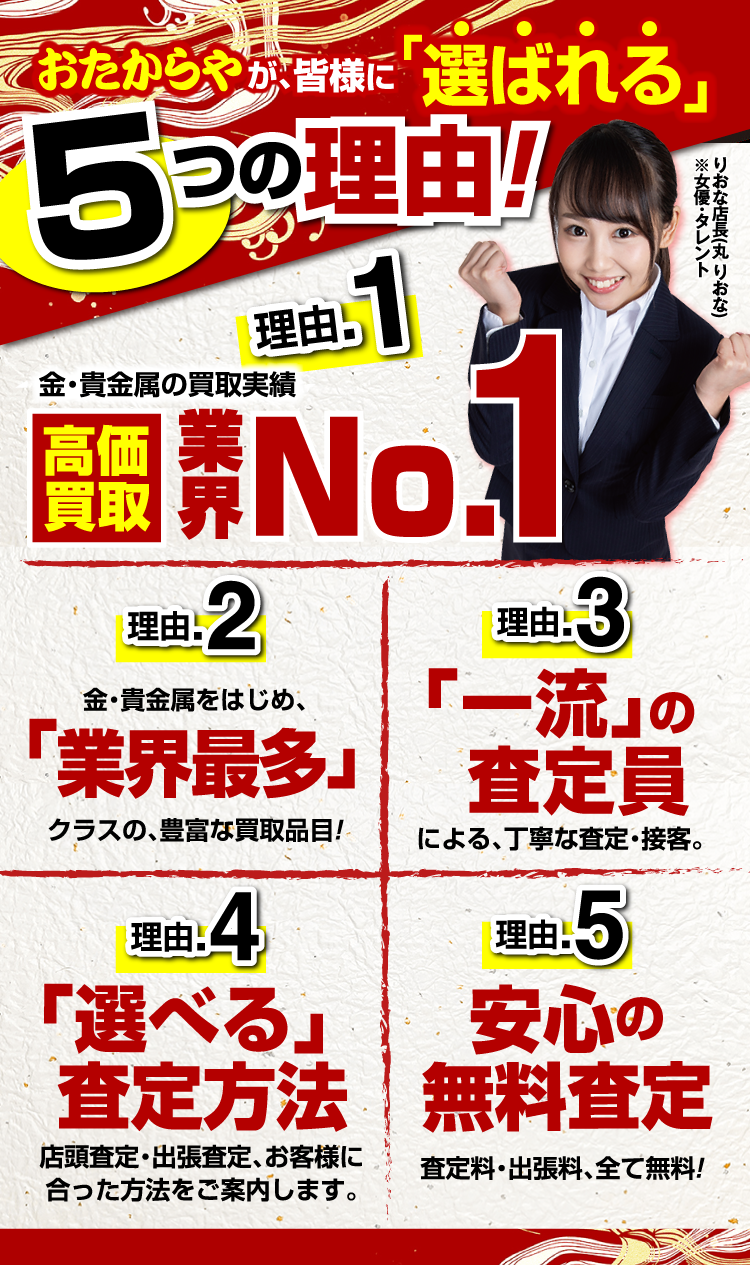 おたからやが、皆様に「選ばれる」
5つの理由!
りおな店長(丸 りおな)
※女優・タレント
理由.1
金・貴金属の買取実績
高価
買取
業界
No.1
理由.2
金・貴金属をはじめ、
「業界最多」
クラスの、豊富な買取品目!
理由.3
「一流」の
査定員
による、丁寧な査定・接客。
理由.4
「選べる」
査定方法
店頭査定・出張査定、お客様に
合った方法をご案内します。
理由.5
安心の
無料査定
査定料・出張料、全て無料!